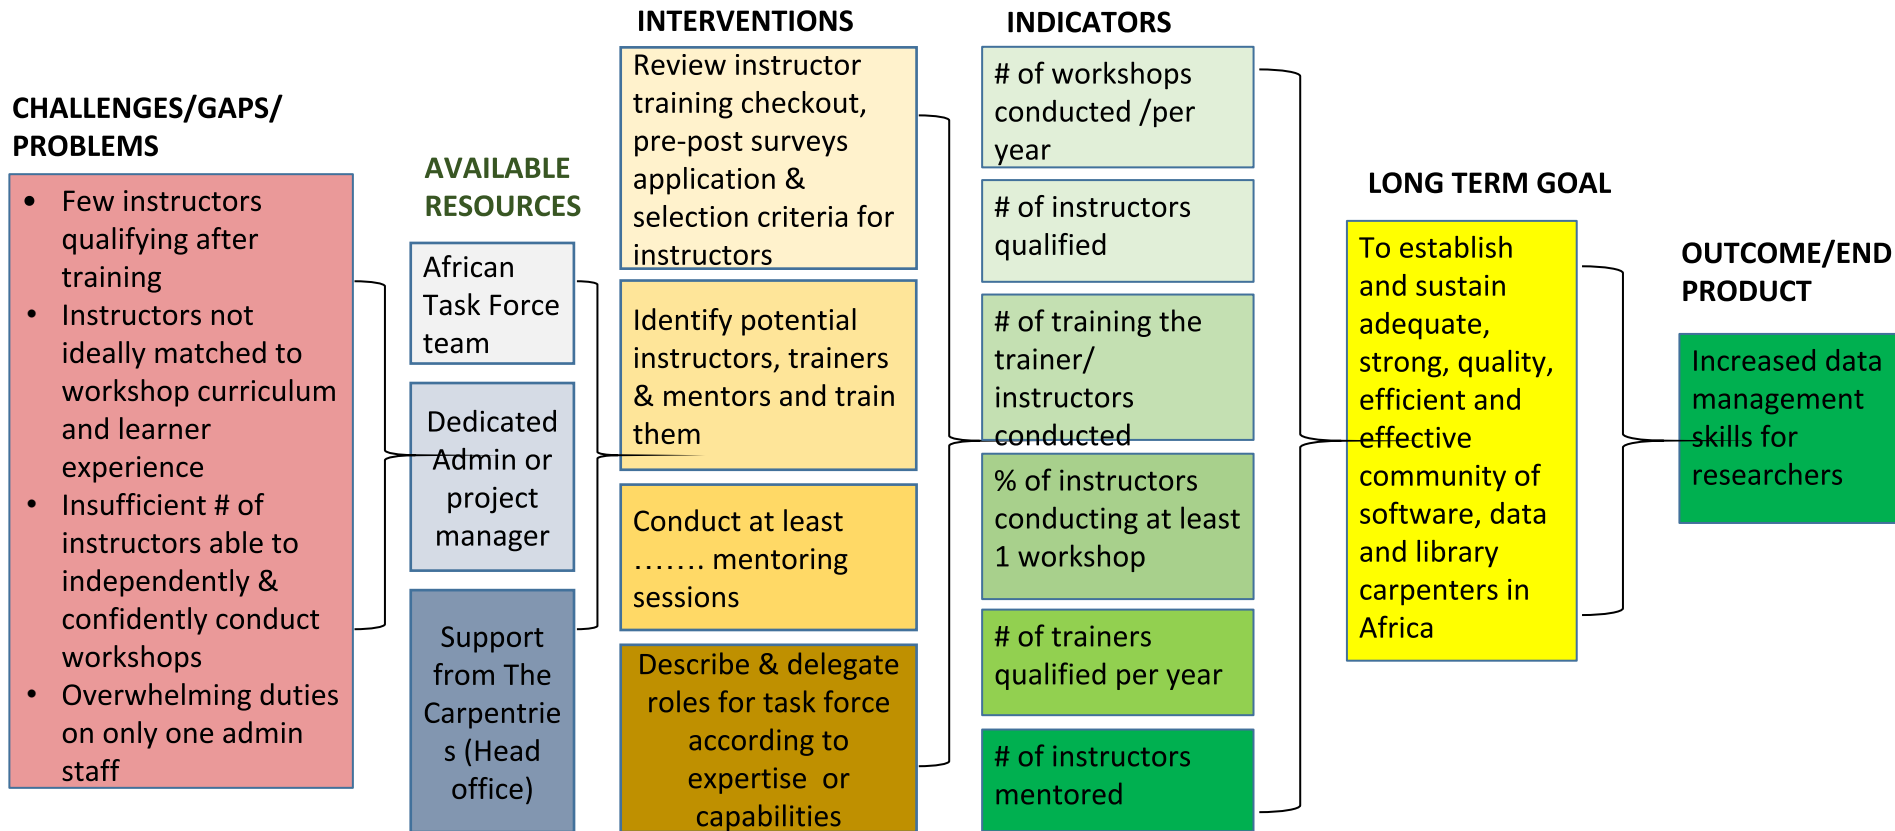 CHALLENGES/GAPS/
PROBLEMS
• Few instructors
qualifying after
training
• Instructors not
ideally matched to
workshop curriculum
and learner
experience
• Insufficient # of
instructors able to
independently &
confidently conduct
workshops
• Overwhelming duties
on only one admin
staff
AVAILABLE
RESOURCES
African
Task Force
team
Dedicated
Admin or
project
manager
Support
from The
Carpentrie
s (Head
office)
INTERVENTIONS
Review instructor
training checkout,
pre-post surveys
application &
selection criteria for
instructors
Identify potential
instructors, trainers
& mentors and train
them
Conduct at least
……. mentoring
sessions
Describe & delegate
roles for task force
according to
expertise or
capabilities
INDICATORS
# of workshops
conducted /per
year
# of instructors
qualified
# of training the
trainer/
instructors
conducted
% of instructors
conducting at least
1 workshop
# of trainers
qualified per year
# of instructors
mentored
LONG TERM GOAL
To establish
and sustain
adequate,
strong, quality,
efficient and
effective
community of
software, data
and library
carpenters in
Africa
OUTCOME/END
PRODUCT
Increased data
management
skills for
researchers